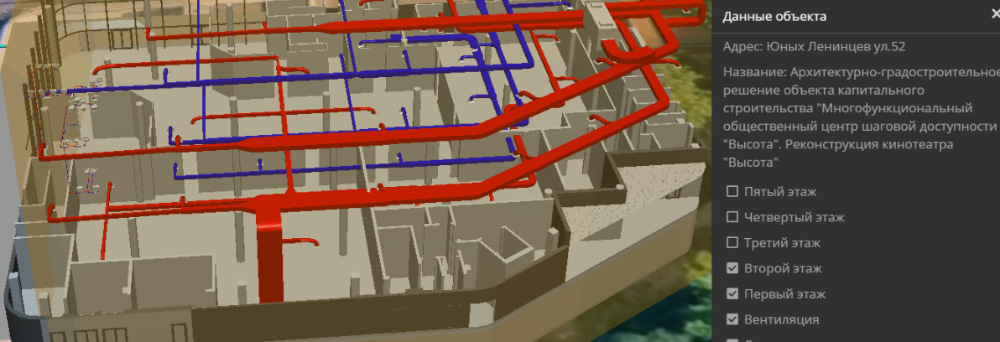 Данные объекта
Адрес: Юных Ленинцев ул.52
Название: Архитектурно-градостроительное
решение объекта капитального
строительства "Многофункциональный
общественный центр шаговой доступности
"Высота". Реконструкция кинотеатра
"Высота"
Пятый этаж
Четвертый этаж
Третий этаж
Второй этаж
Первый этаж
Вентиляция